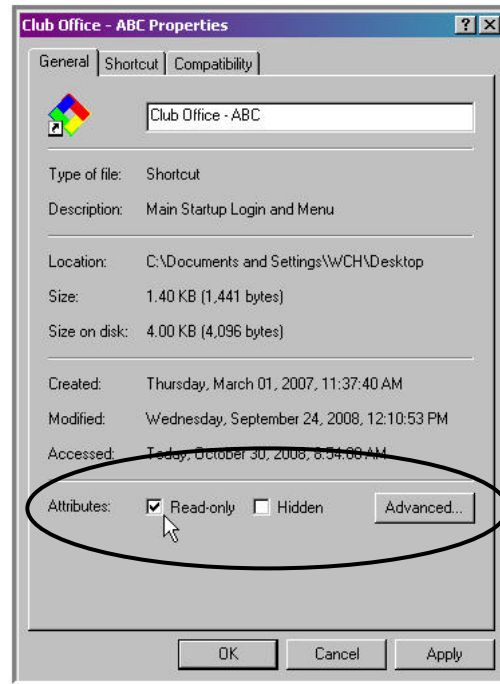 Club Office - ABC Properties
General Shortcut Compatibility
Club Office - ABC
Type of file: Shortcut
Description: Main Startup Login and Menu
Location: C:\Documents and Settings\WCH\Desktop
Size: 1.40 KB (1,441 bytes)
Size on disk: 4.00 KB (4,096 bytes)
Created: Thursday, March 01, 2007, 11:37:40 AM
Modified: Wednesday, September 24, 2008, 12:10:53 PM
Accessed: Today, October 30, 2008, AM
Attributes: Read-only Hidden Advanced...
OK Cancel Apply